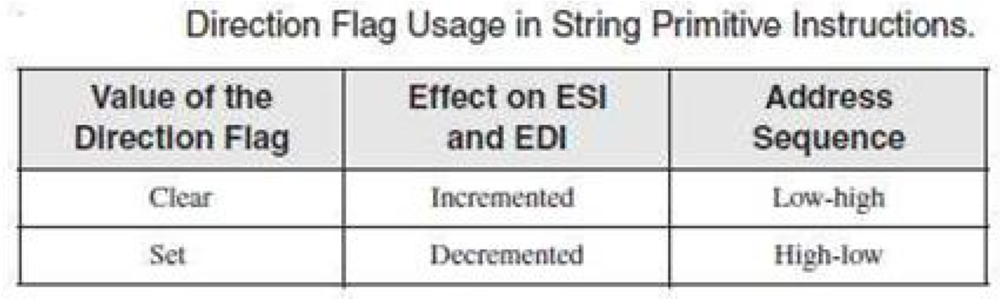 Direction Flag Usage in String Primitive Instructions.
Value of the Direction Flag
Effect on ESI and EDI
Address Sequence
Clear
Incremented
Low-high
Set
Decremented
High-low